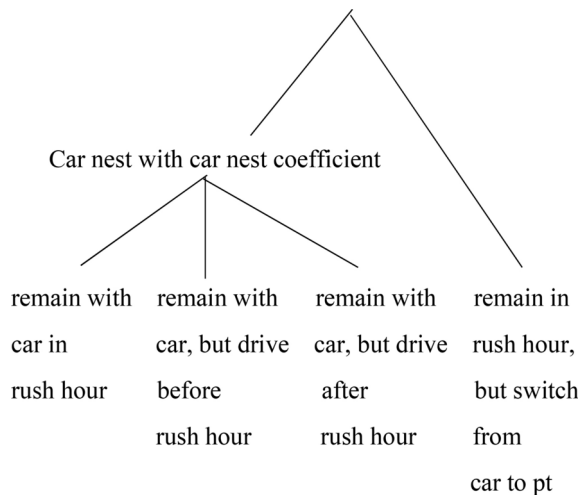 Car nest with car nest coefficient
remain with
car in
rush hour
remain with
car, but drive
before
rush hour
remain with
car, but drive
after
rush hour
remain in
rush hour,
but switch
from
car to pt